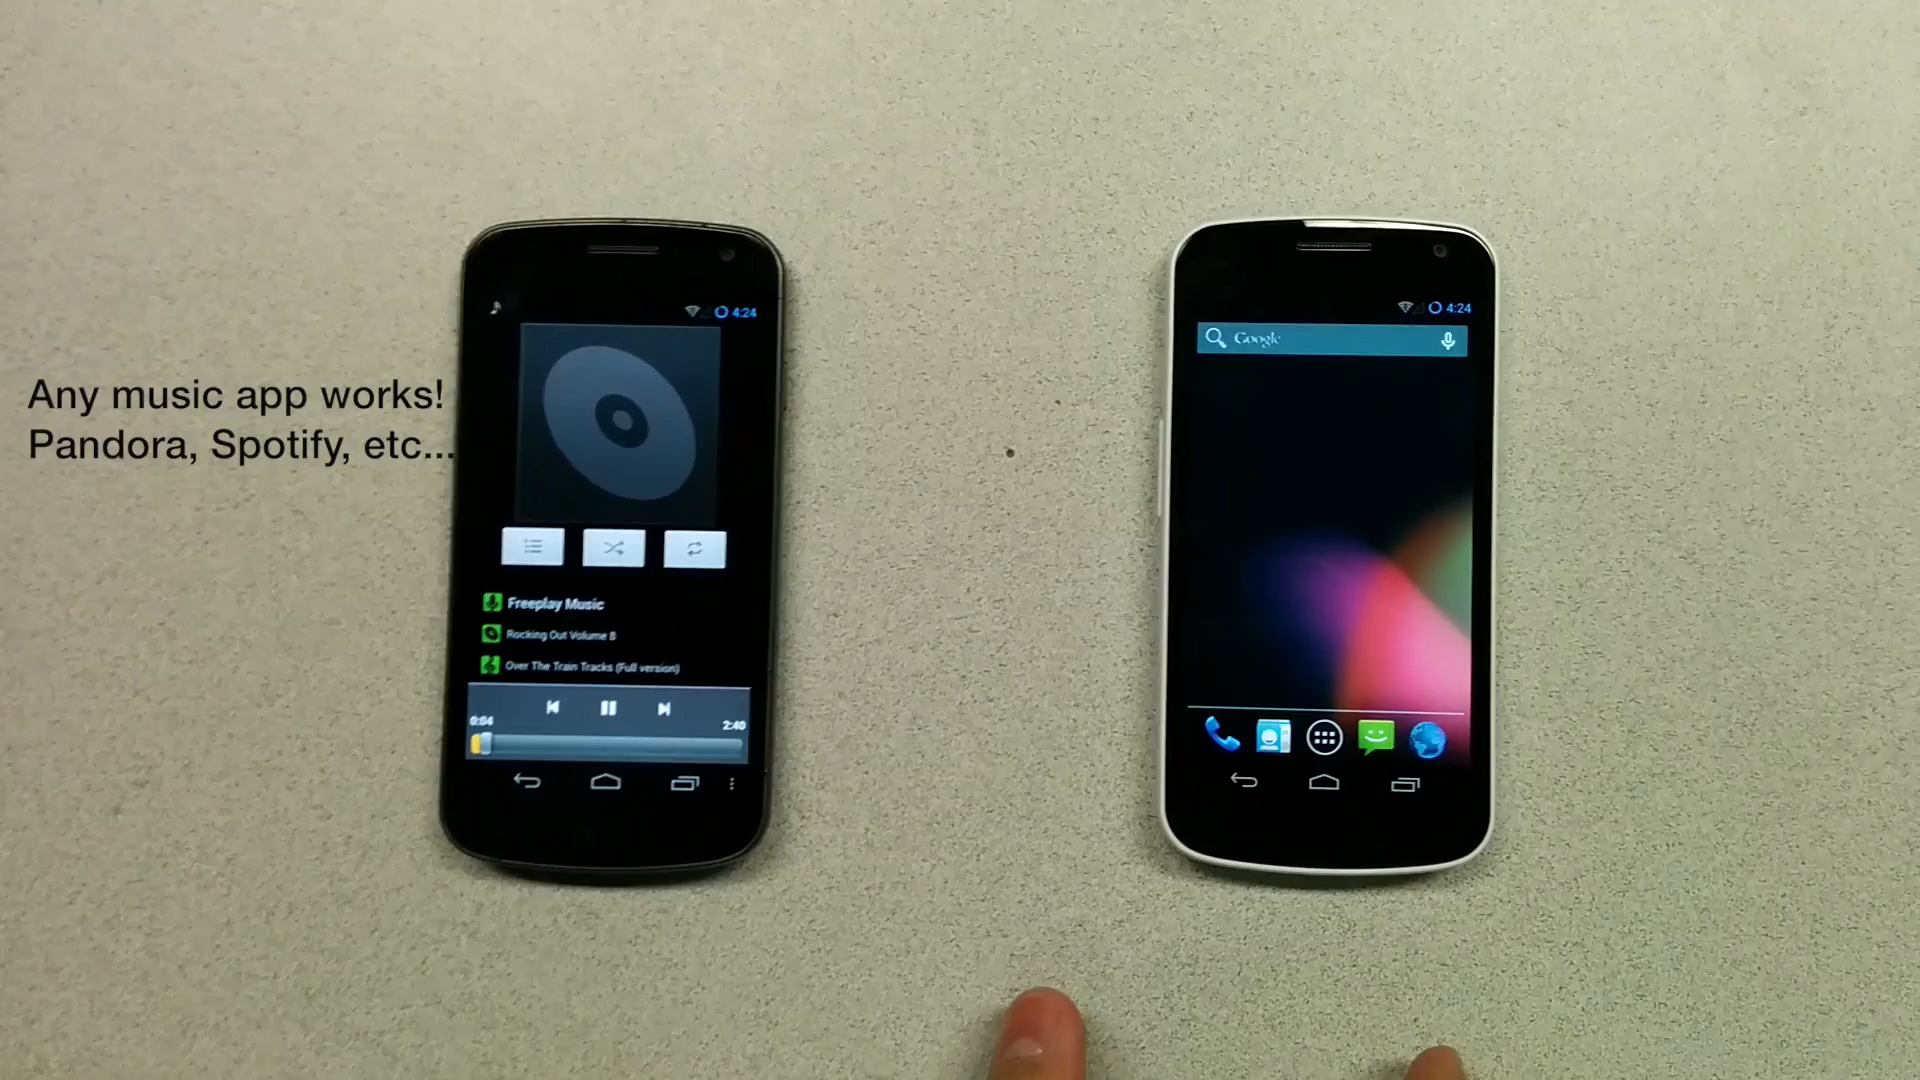 Any music app works!
Pandora, Spotify, etc...
4:24
Freeplay Music
Rocking Out Volume 8
Over The Train Tracks (Full version)
0:04
2:40
4:24
Google